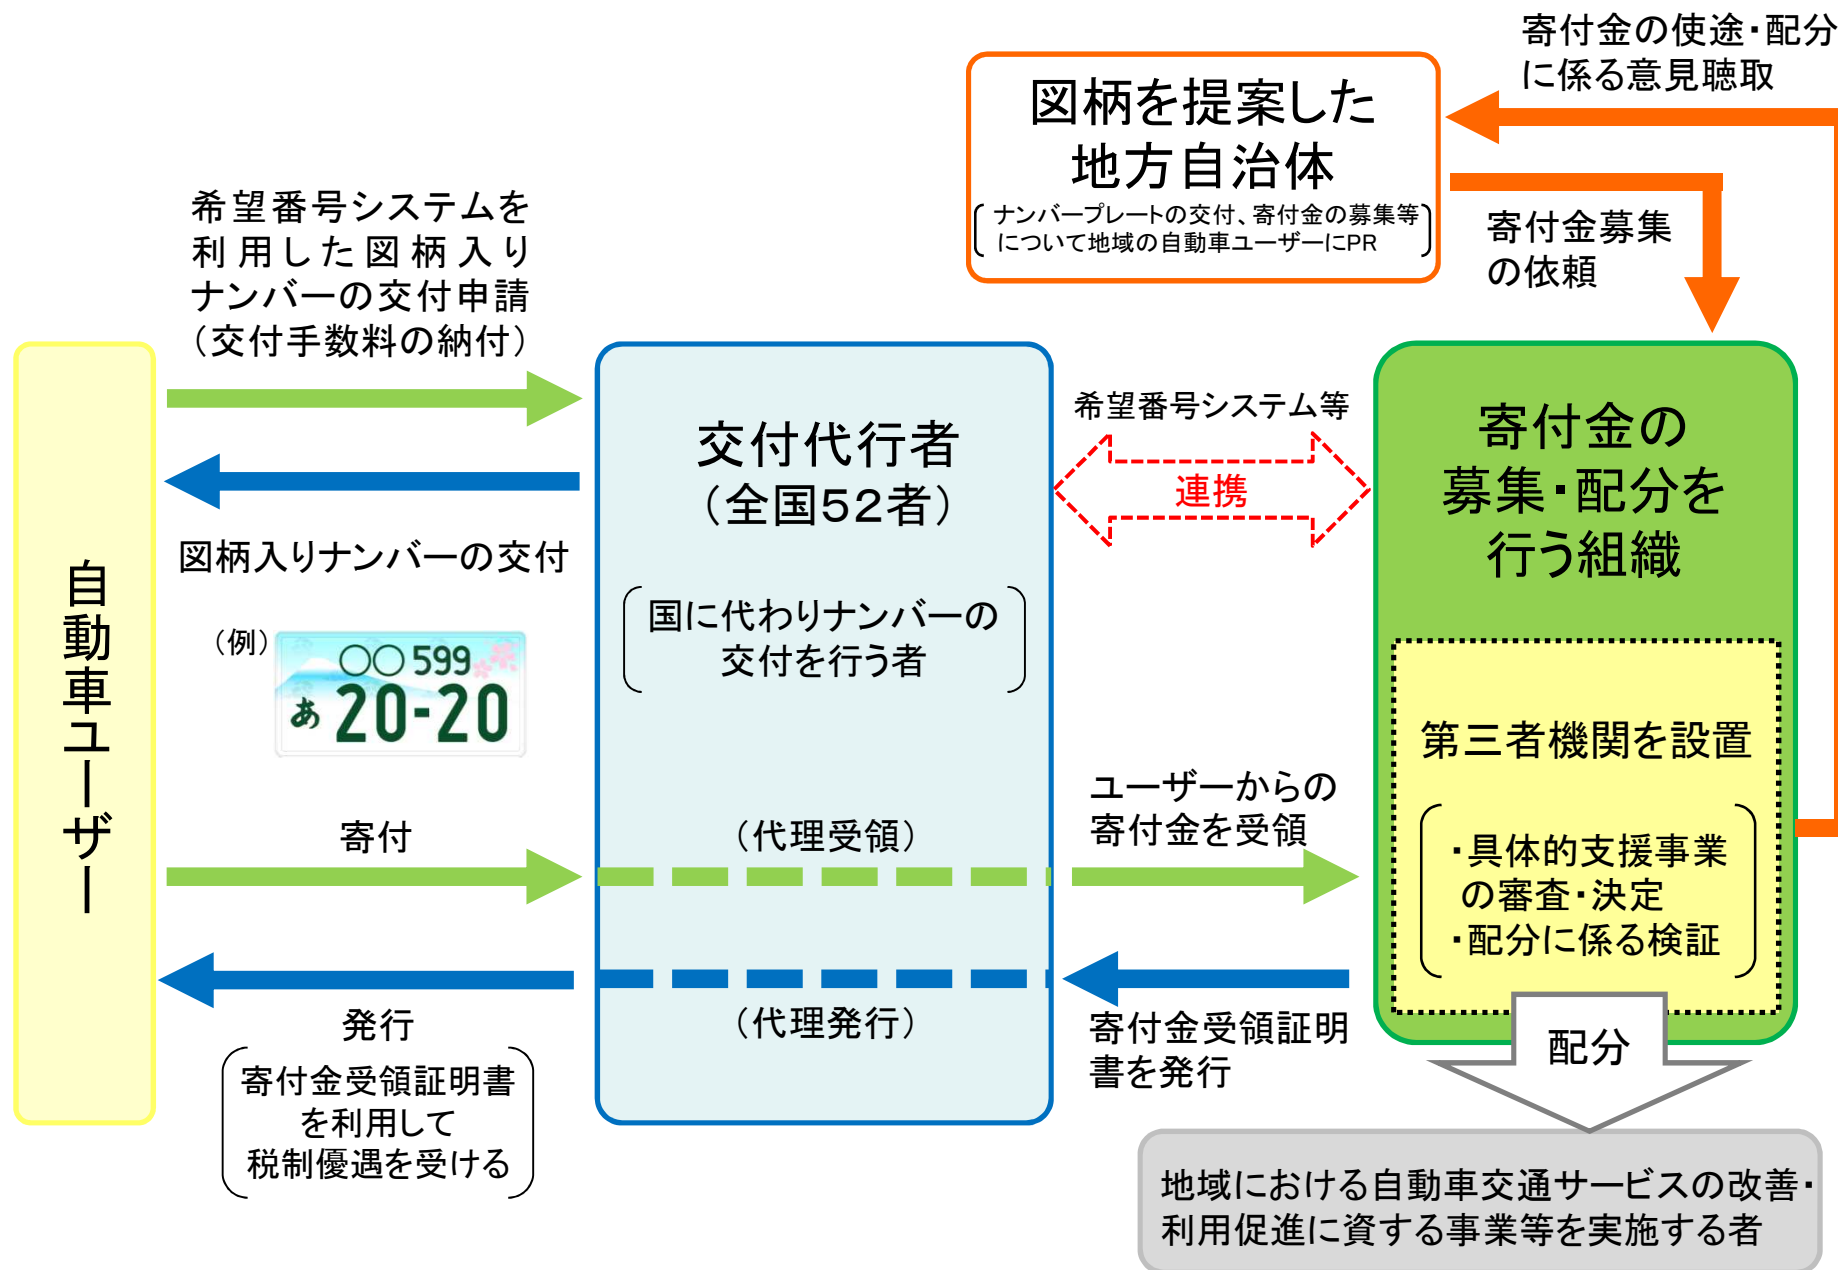 寄付金の使途・配分
に係る意見聴取
図柄を提案した
地方自治体
ナンバープレートの交付、寄付金の募集等
について地域の自動車ユーザーにPR
寄付金募集
の依頼
希望番号システムを
利用した図柄入り
ナンバーの交付申請
（交付手数料の納付）
自動車ユーザー
図柄入りナンバーの交付
（例）
○○ 599
あ 20-20
交付代行者
（全国52者）
国に代わりナンバーの
交付を行う者
希望番号システム等
連携
寄付金の
募集・配分を
行う組織
第三者機関を設置
・具体的支援事業
の審査・決定
・配分に係る検証
寄付
（代理受領）
ユーザーからの
寄付金を受領
発行
寄付金受領証明書
を利用して
税制優遇を受ける
（代理発行）
寄付金受領証明
書を発行
配分
地域における自動車交通サービスの改善・
利用促進に資する事業等を実施する者